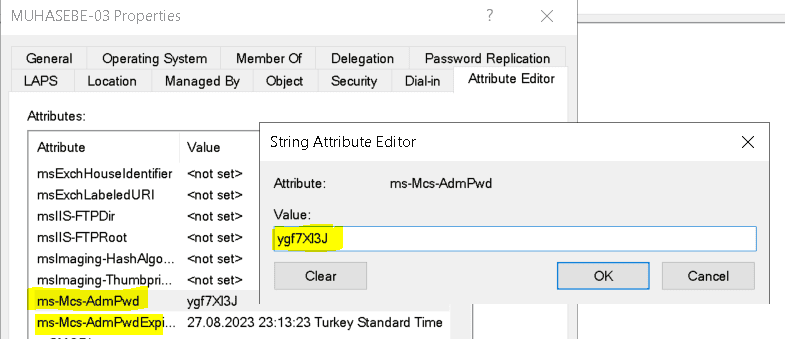 MUHASEBE-03 Properties
General Operating System Member Of Delegation Password Replication
LAPS Location Managed By Object Security Dial-in Attribute Editor
Attributes:
Attribute Value
msExchHouseIdentifier <not set>
msExchLabeledURI <not set>
msIIS-FTPDir <not set>
msIIS-FTPRoot <not set>
msImaging-HashAlgo... <not set>
msImaging-Thumbpri... <not set>
ms-Mcs-AdmPwd ygf7Xl3J
ms-Mcs-AdmPwdExpi... 27.08.2023 23:13:23 Turkey Standard Time
String Attribute Editor
Attribute: ms-Mcs-AdmPwd
Value:
ygf7Xl3J
Clear OK Cancel